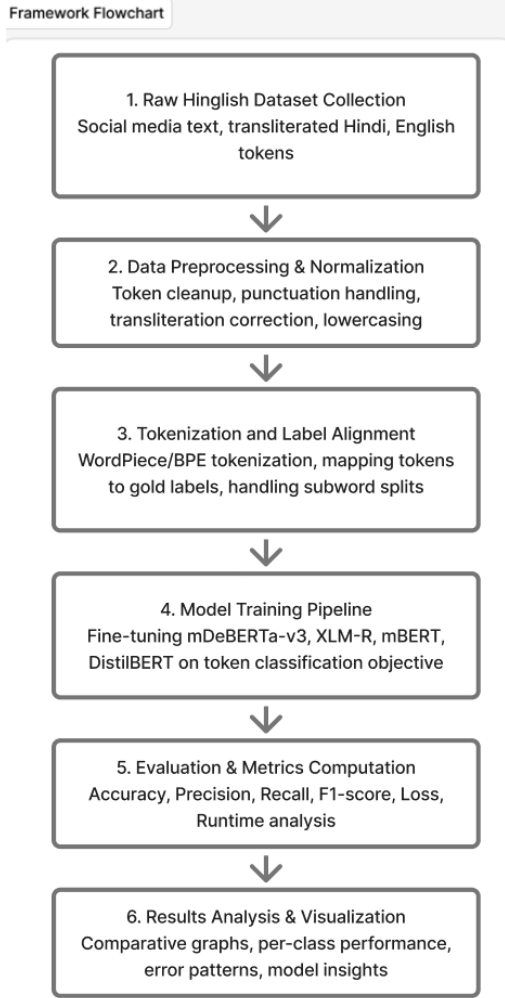 Framework Flowchart
1. Raw Hinglish Dataset Collection
Social media text, transliterated Hindi, English
tokens
2. Data Preprocessing & Normalization
Token cleanup, punctuation handling,
transliteration correction, lowercasing
3. Tokenization and Label Alignment
WordPiece/BPE tokenization, mapping tokens
to gold labels, handling subword splits
4. Model Training Pipeline
Fine-tuning mDeBERTa-v3, XLM-R, mBERT,
DistilBERT on token classification objective
5. Evaluation & Metrics Computation
Accuracy, Precision, Recall, F1-score, Loss,
Runtime analysis
6. Results Analysis & Visualization
Comparative graphs, per-class performance,
error patterns, model insights